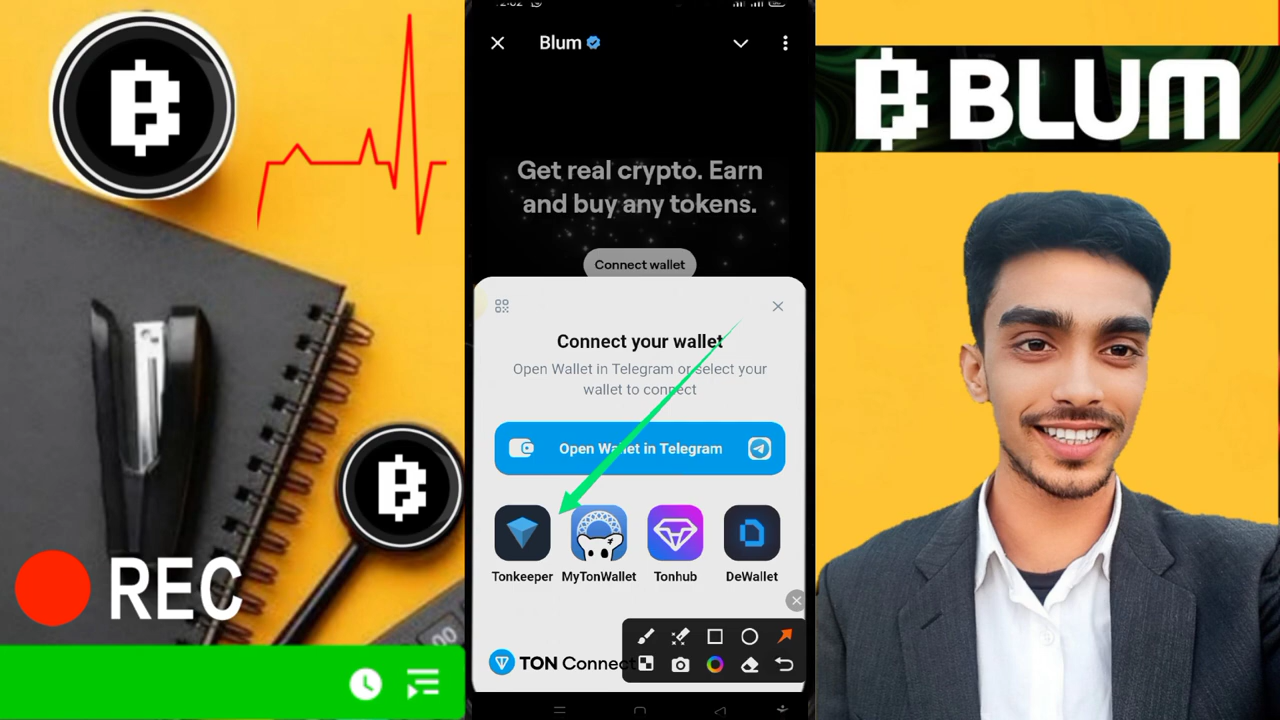 REC
Blum
Get real crypto. Earn
and buy any tokens.
Connect wallet
Connect your wallet
Open Wallet in Telegram or select your
wallet to connect
Open Wallet in Telegram
Tonkeeper
MyTonWallet
Tonhub
DeWallet
TON Connect
BLUM